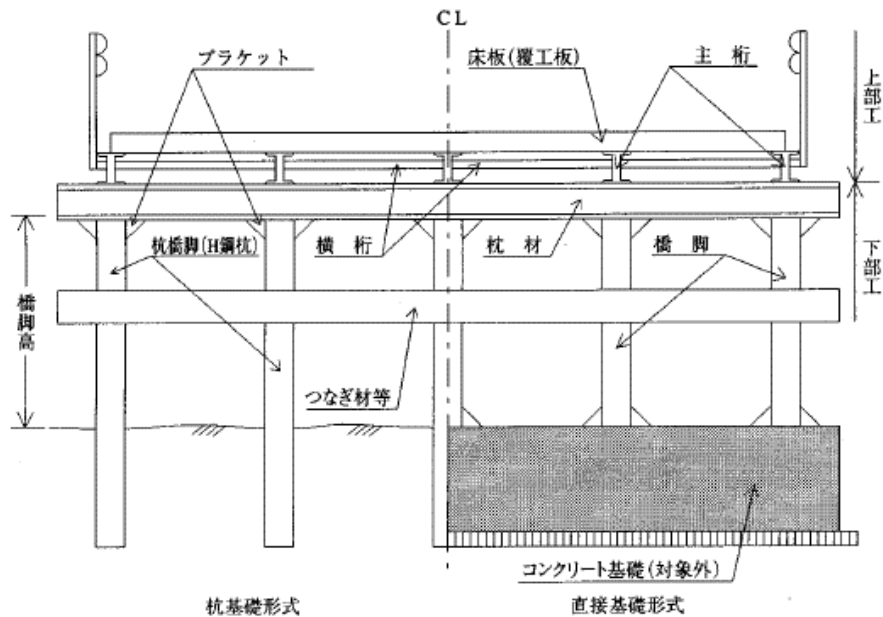 CL
ブラケット
床板(覆工板)
主桁
上部工
杭橋脚(H鋼杭)
横桁
枕材
橋脚
下部工
橋脚高
つなぎ材等
コンクリート基礎(対象外)
杭基礎形式
直接基礎形式